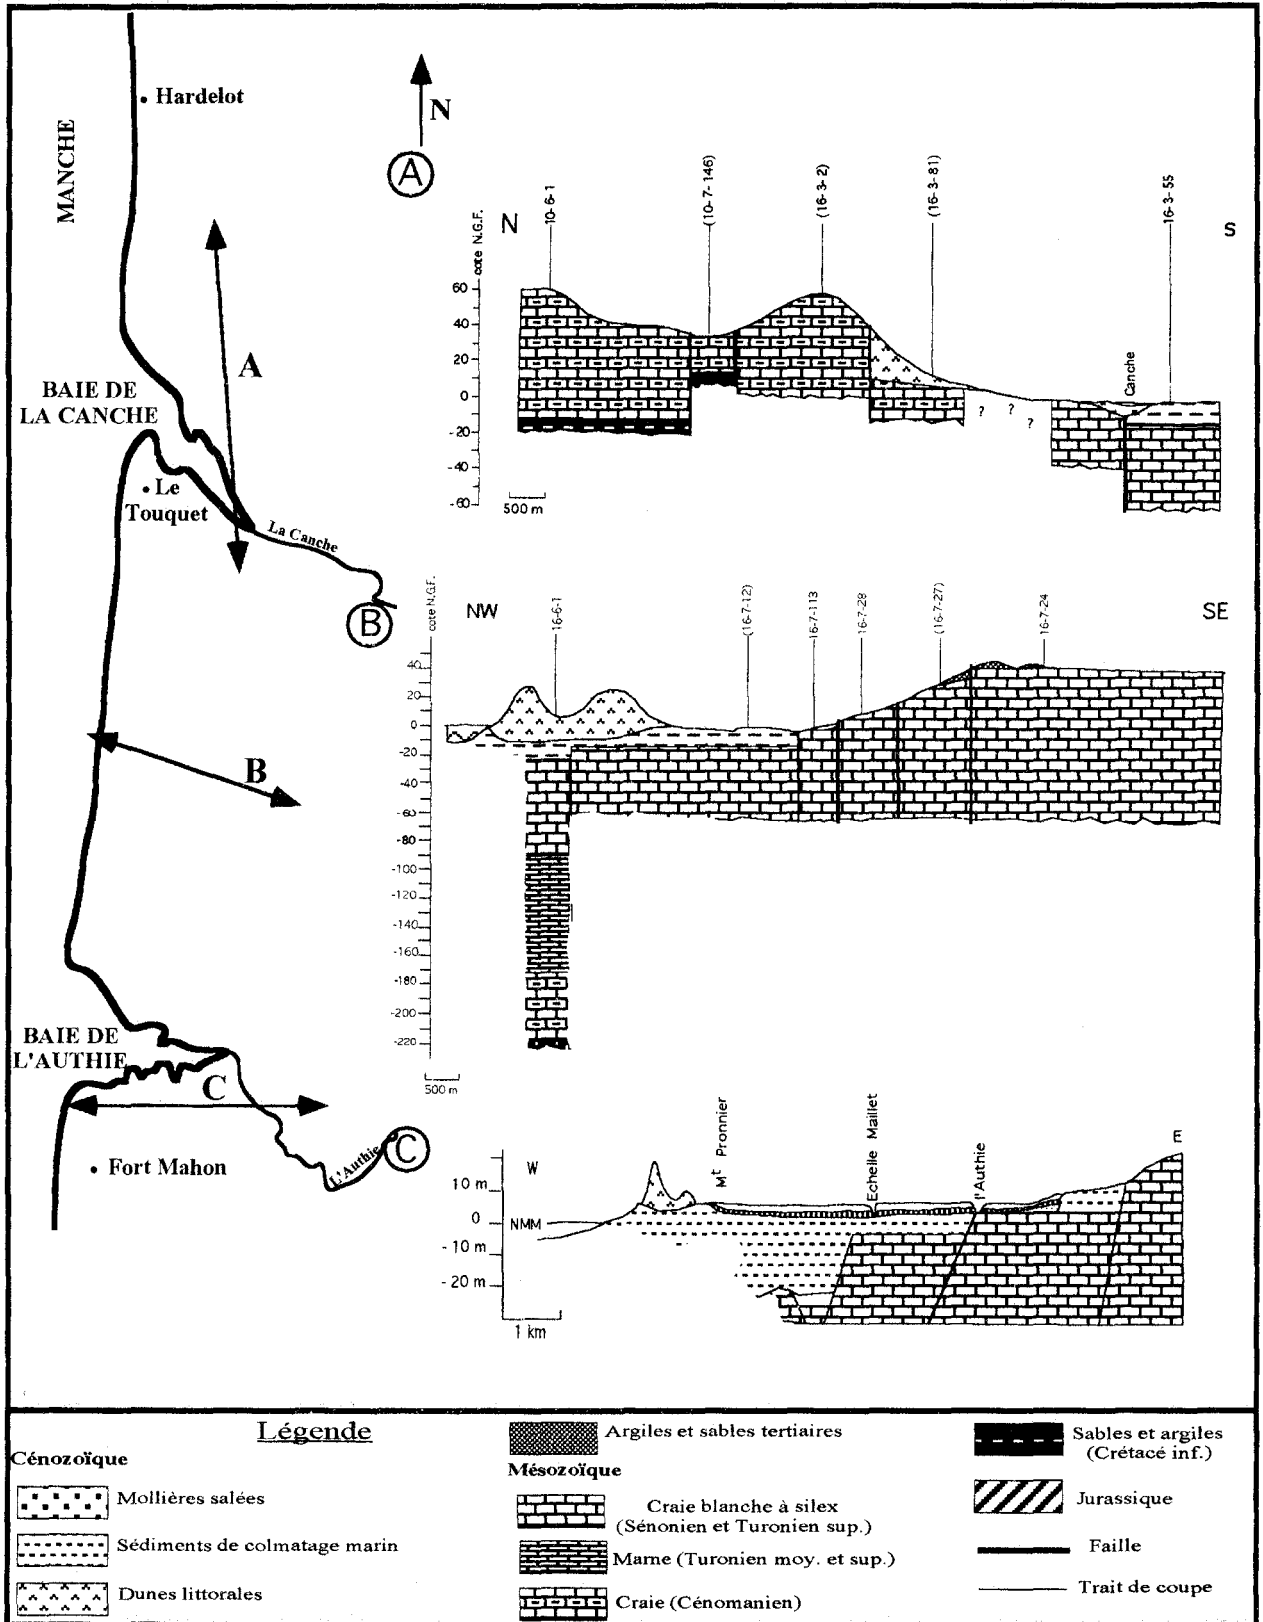 Hardelot
MANCHE
N
A
BAIE DE
LA CANCHE
A
Le
Touquet
La Canche
B
B
BAIE DE
L'AUTHIE
C
L'Authie
C
Fort Mahon
cote N.G.F.
N
10-6-1
(10-7-146)
(16-3-2)
(16-3-81)
Canche
16-3-55
S
60
40
20
0
-20
-40
-60
500 m
? ? ?
cote N.G.F.
NW
16-6-1
(16-7-12)
16-7-113
16-7-28
(16-7-27)
16-7-24
SE
40
20
0
-20
-40
-60
-80
-100
-120
-140
-160
-180
-200
-220
500 m
W
Mt Pronnier
Echelle Maillet
l'Authie
E
10 m
0
NMM
- 10 m
- 20 m
1 km
Légende
Cénozoïque
Mollières salées
Sédiments de colmatage marin
Dunes littorales
Argiles et sables tertiaires
Mésozoïque
Craie blanche à silex
(Sénonien et Turonien sup.)
Marne (Turonien moy. et sup.)
Craie (Cénomanien)
Sables et argiles
(Crétacé inf.)
Jurassique
Faille
Trait de coupe